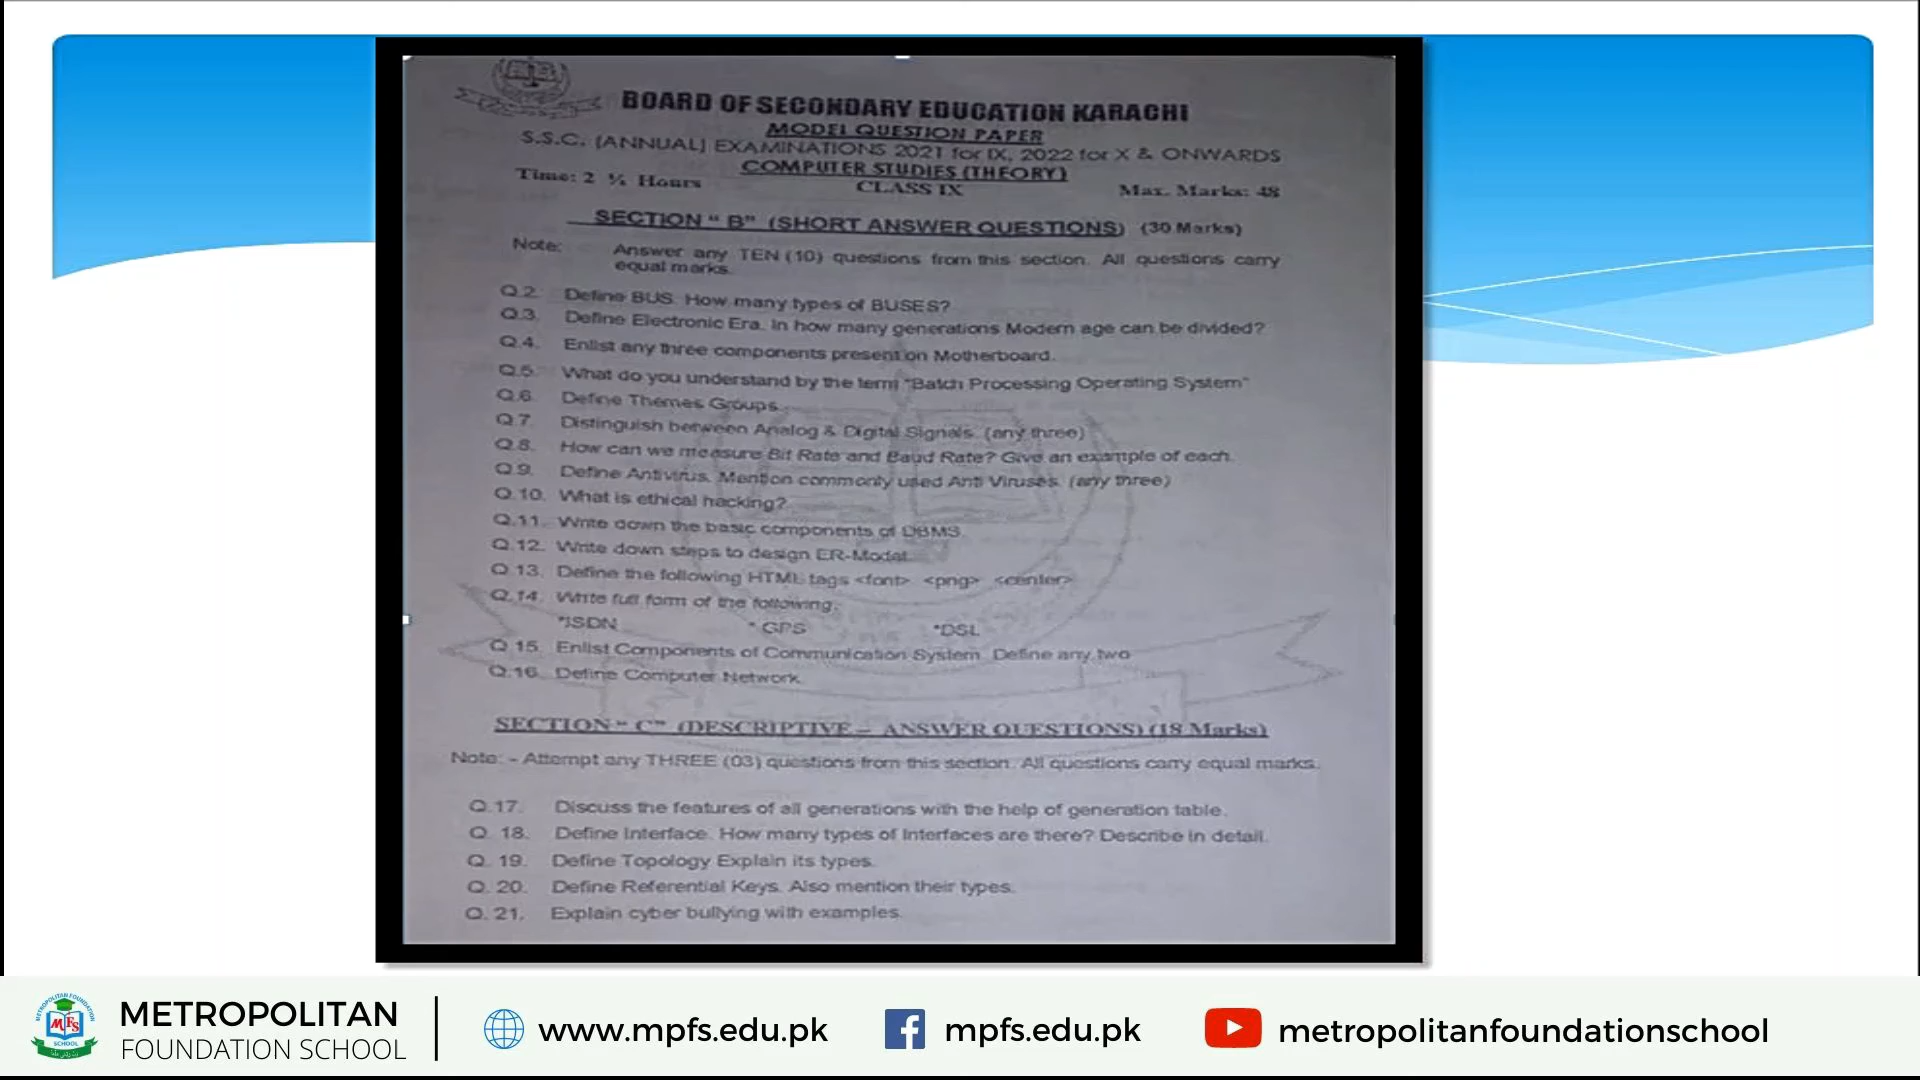 BOARD OF SECONDARY EDUCATION KARACHI
MODEL QUESTION PAPER
S.S.C. (ANNUAL) EXAMINATIONS 2021 for IX, 2022 for X & ONWARDS
COMPUTER STUDIES (THEORY)
Time: 2 ¼ Hours CLASS IX Max. Marks: 48
SECTION " B" (SHORT ANSWER QUESTIONS) (30 Marks)
Note: Answer any TEN (10) questions from this section. All questions carry
equal marks.
Q.2. Define BUS. How many types of BUSES?
Q.3. Define Electronic Era. In how many generations Modern age can be divided?
Q.4. Enlist any three components present on Motherboard.
Q.5. What do you understand by the term "Batch Processing Operating System"
Q.6. Define Themes Groups.
Q.7. Distinguish between Analog & Digital Signals. (any three)
Q.8. How can we measure Bit Rate and Baud Rate? Give an example of each.
Q.9. Define Antivirus. Mention commonly used Anti Viruses. (any three)
Q.10. What is ethical hacking?
Q.11. Write down the basic components of DBMS.
Q.12. Write down steps to design ER-Model.
Q.13. Define the following HTML tags <font> <png> <center>
Q.14. Write full form of the following.
*ISDN * GPS *DSL
Q.15. Enlist Components of Communication System. Define any two
Q.16. Define Computer Network.
SECTION " C" (DESCRIPTIVE – ANSWER QUESTIONS) (18 Marks)
Note: - Attempt any THREE (03) questions from this section. All questions carry equal marks.
Q.17. Discuss the features of all generations with the help of generation table.
Q. 18. Define Interface. How many types of Interfaces are there? Describe in detail.
Q. 19. Define Topology Explain its types.
Q. 20. Define Referential Keys. Also mention their types.
Q. 21. Explain cyber bullying with examples.
METROPOLITAN FOUNDATION
MFS
SCHOOL
METROPOLITAN
FOUNDATION SCHOOL
www.mpfs.edu.pk
mpfs.edu.pk
metropolitanfoundationschool